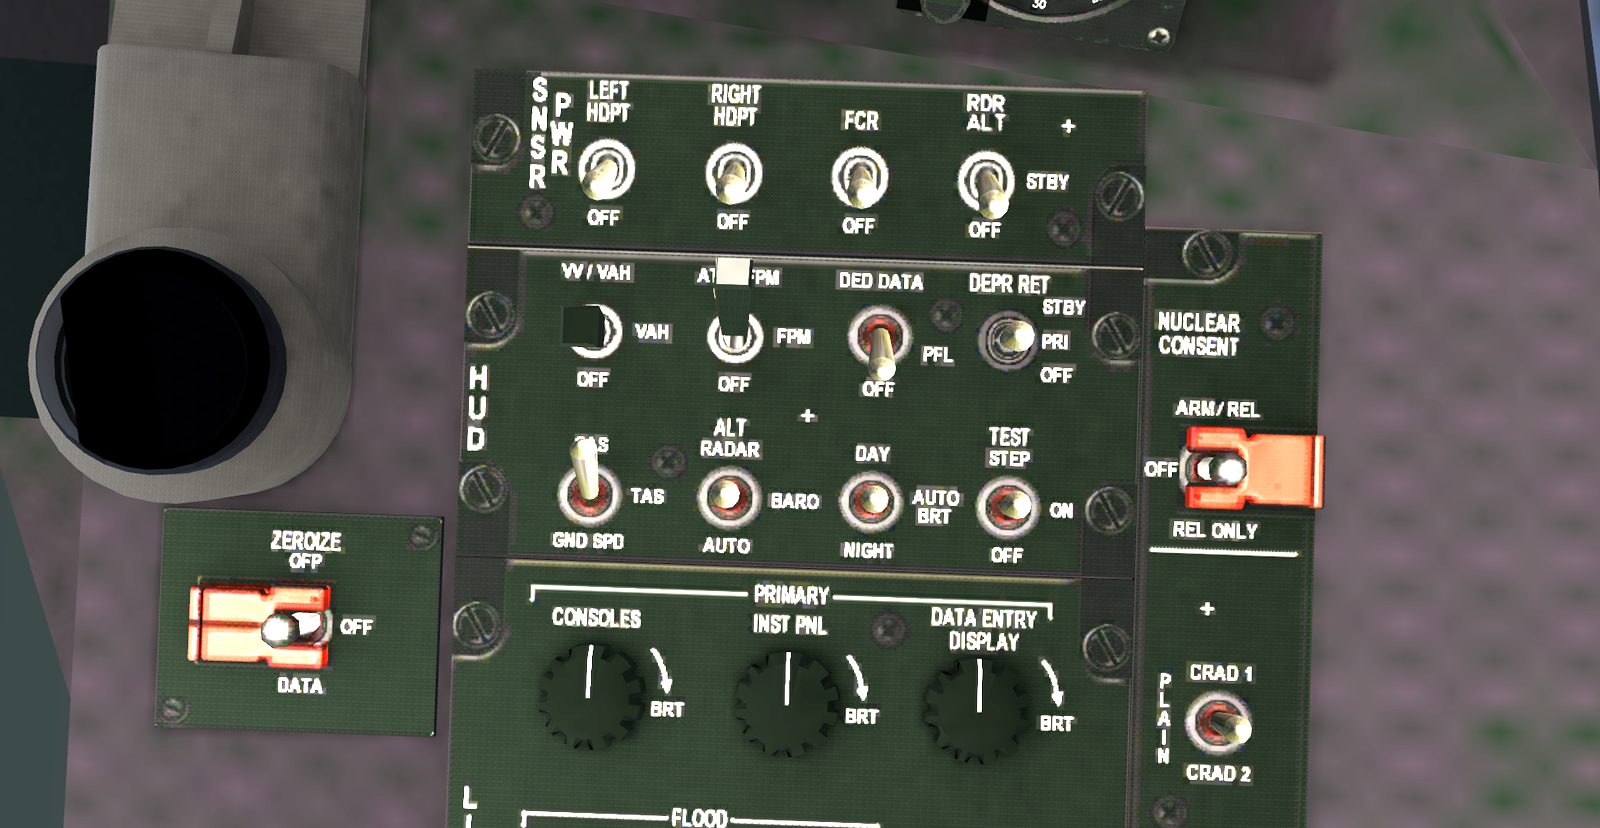 30
SNSR
PWR
LEFT
HDPT
RIGHT
HDPT
FCR
RDR
ALT
+
STBY
OFF
OFF
OFF
OFF
VV / VAH
DED DATA
DEPR RET
STBY
VAH
FPM
PFL
PRI
OFF
OFF
OFF
OFF
HUD
+
ALT
RADAR
DAY
TEST
STEP
TAS
BARO
AUTO
BRT
ON
GND SPD
AUTO
NIGHT
OFF
NUCLEAR
CONSENT
ARM / REL
OFF
REL ONLY
+
ZEROIZE
OFP
OFF
DATA
PRIMARY
CONSOLES
INST PNL
DATA ENTRY
DISPLAY
BRT
BRT
BRT
PLAIN
CRAD 1
CRAD 2
FLOOD